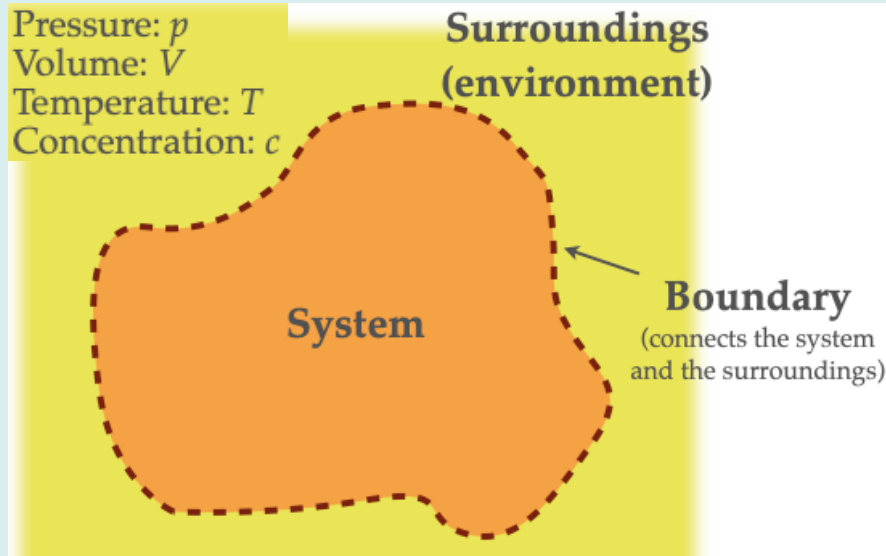 Pressure: p
Volume: V
Temperature: T
Concentration: c
Surroundings
(environment)
System
Boundary
(connects the system
and the surroundings)